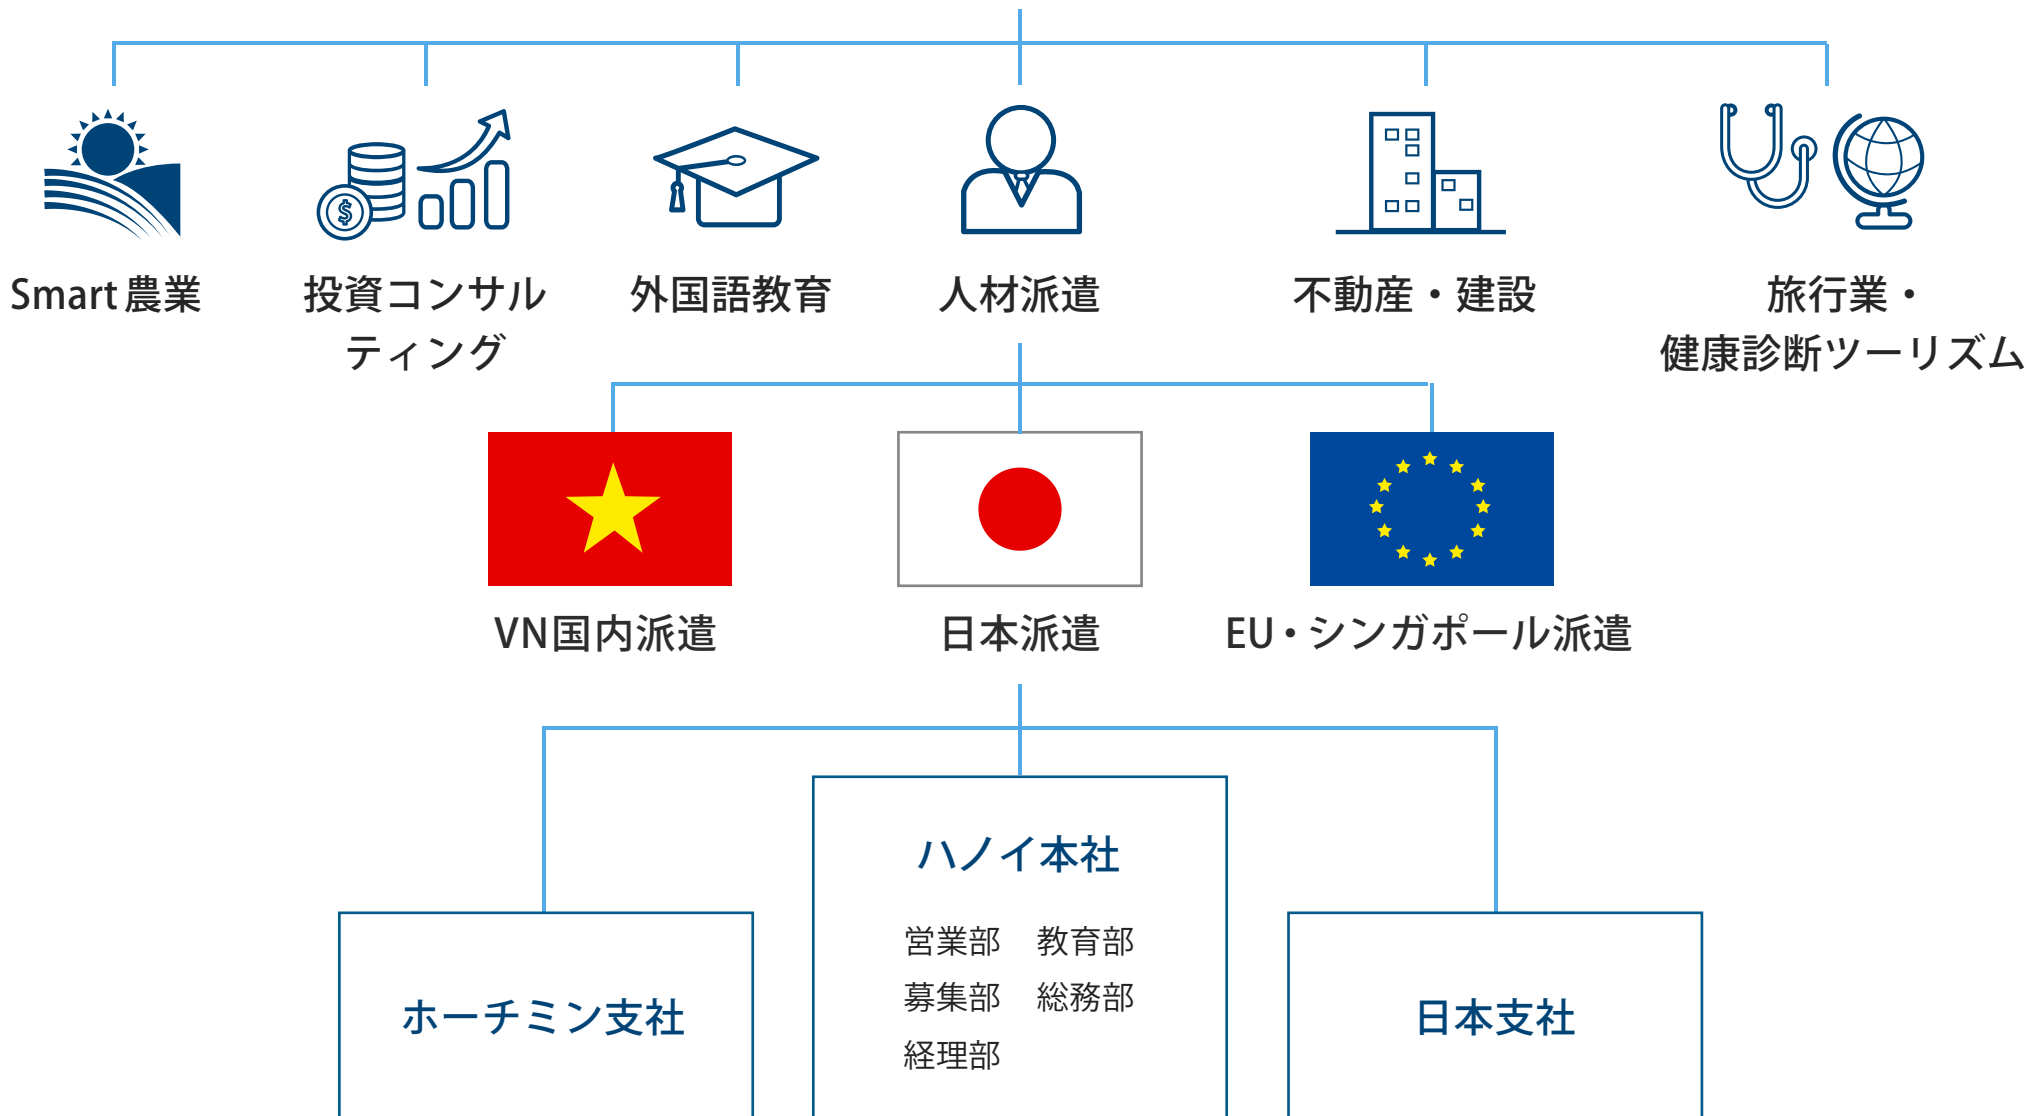 Smart 農業
投資コンサル
ティング
外国語教育
人材派遣
不動産・建設
旅行業・
健康診断ツーリズム
VN国内派遣
日本派遣
EU・シンガポール派遣
ハノイ本社
営業部 教育部
募集部 総務部
経理部
ホーチミン支社
日本支社